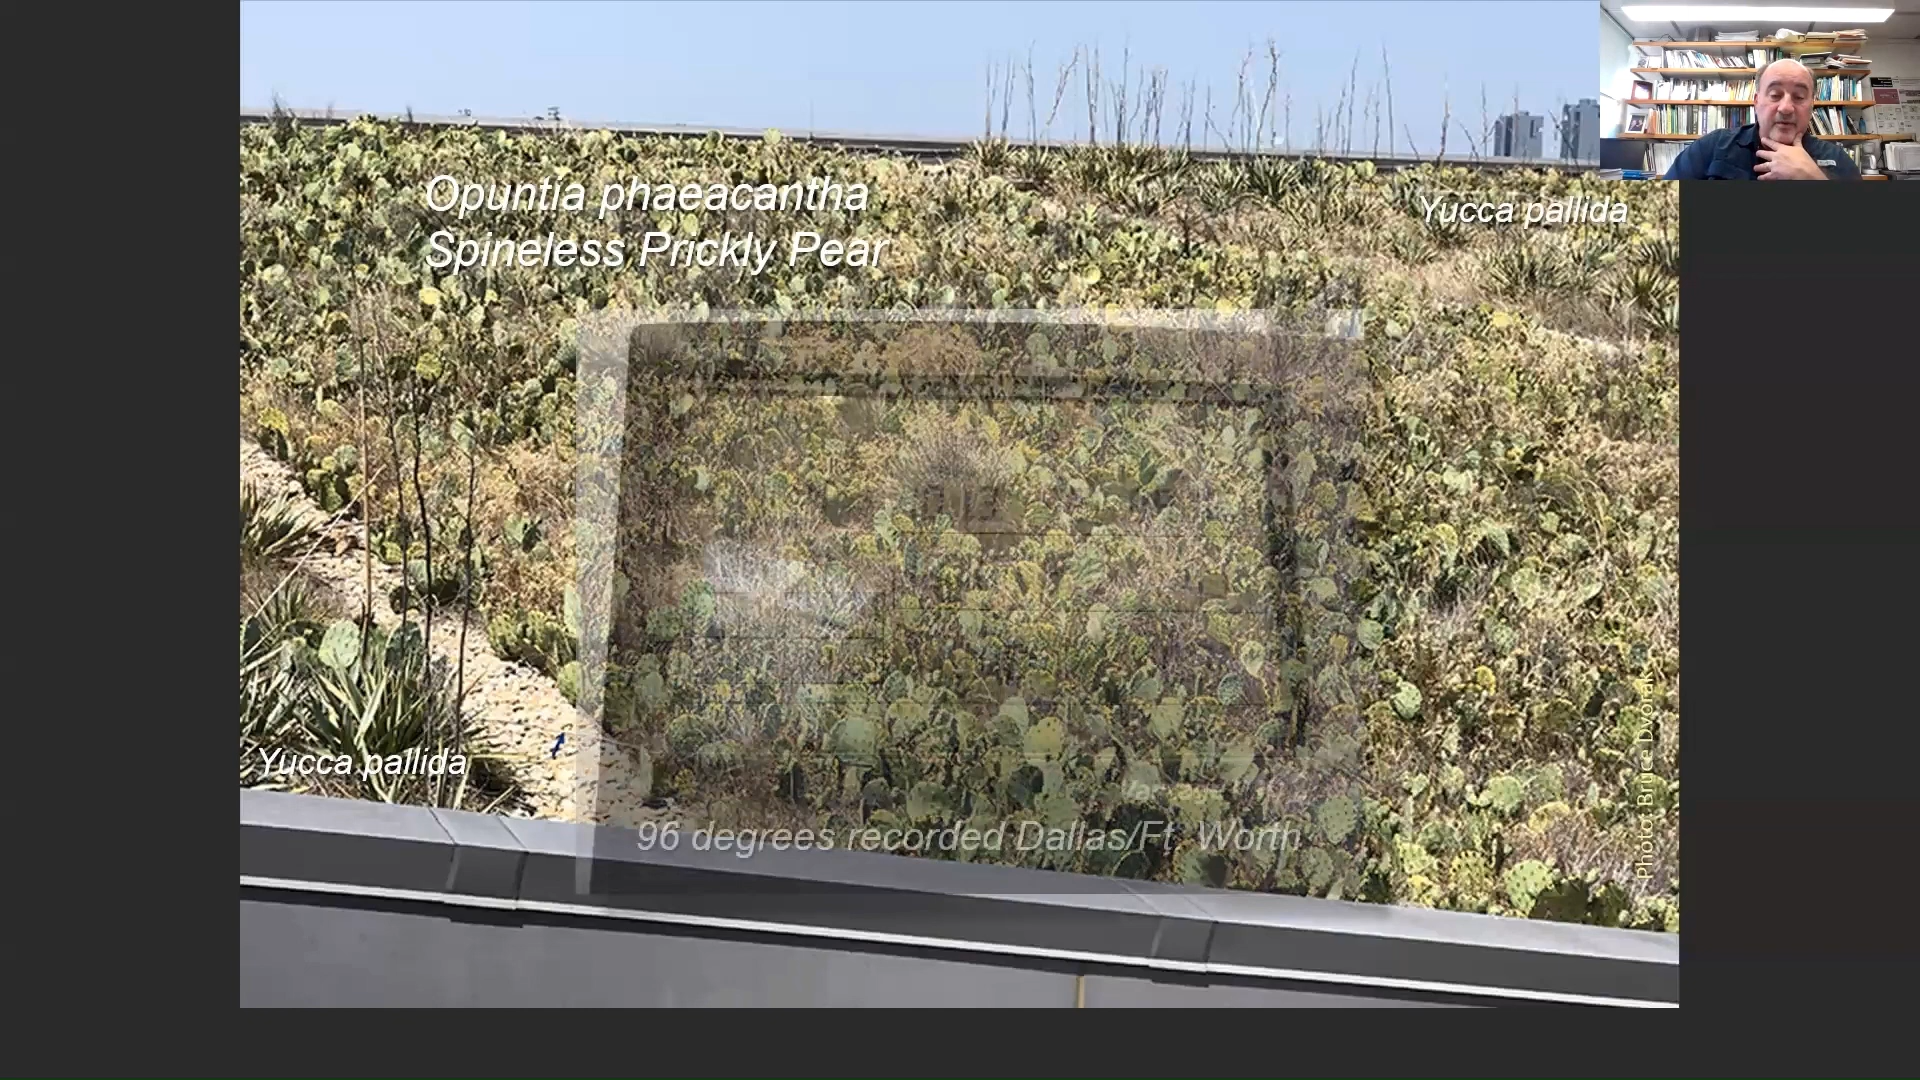 Opuntia phaeacantha
Spineless Prickly Pear
Yucca pallida
Yucca pallida
96 degrees recorded Dallas/Ft. Worth
Photo: Bruce Dvorak